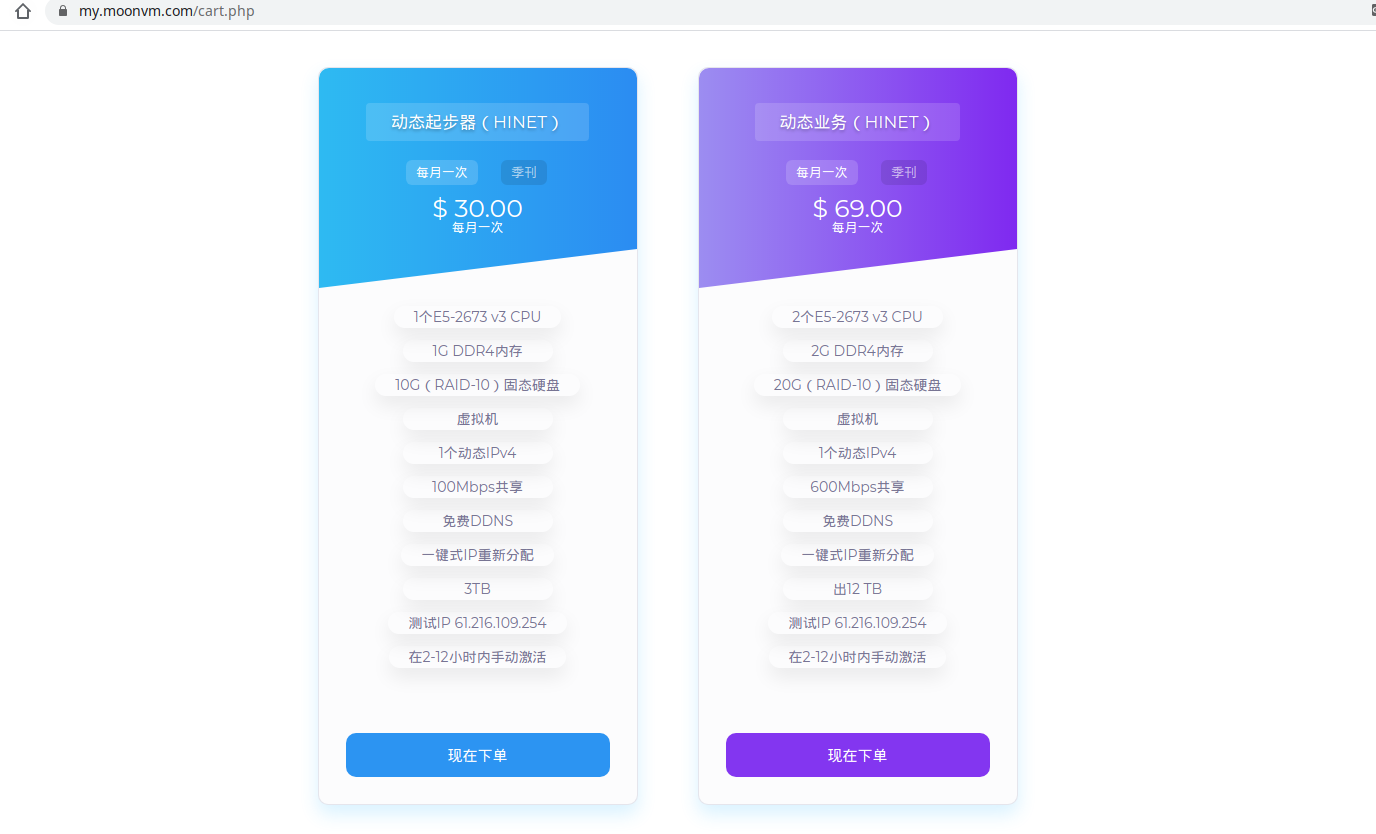 my.moonvm.com/cart.php
动态起步器（HINET）
每月一次 季刊
$ 30.00
每月一次
1个E5-2673 v3 CPU
1G DDR4内存
10G（RAID-10）固态硬盘
虚拟机
1个动态IPv4
100Mbps共享
免费DDNS
一键式IP重新分配
3TB
测试IP 61.216.109.254
在2-12小时内手动激活
现在下单
动态业务（HINET）
每月一次 季刊
$ 69.00
每月一次
2个E5-2673 v3 CPU
2G DDR4内存
20G（RAID-10）固态硬盘
虚拟机
1个动态IPv4
600Mbps共享
免费DDNS
一键式IP重新分配
出12 TB
测试IP 61.216.109.254
在2-12小时内手动激活
现在下单